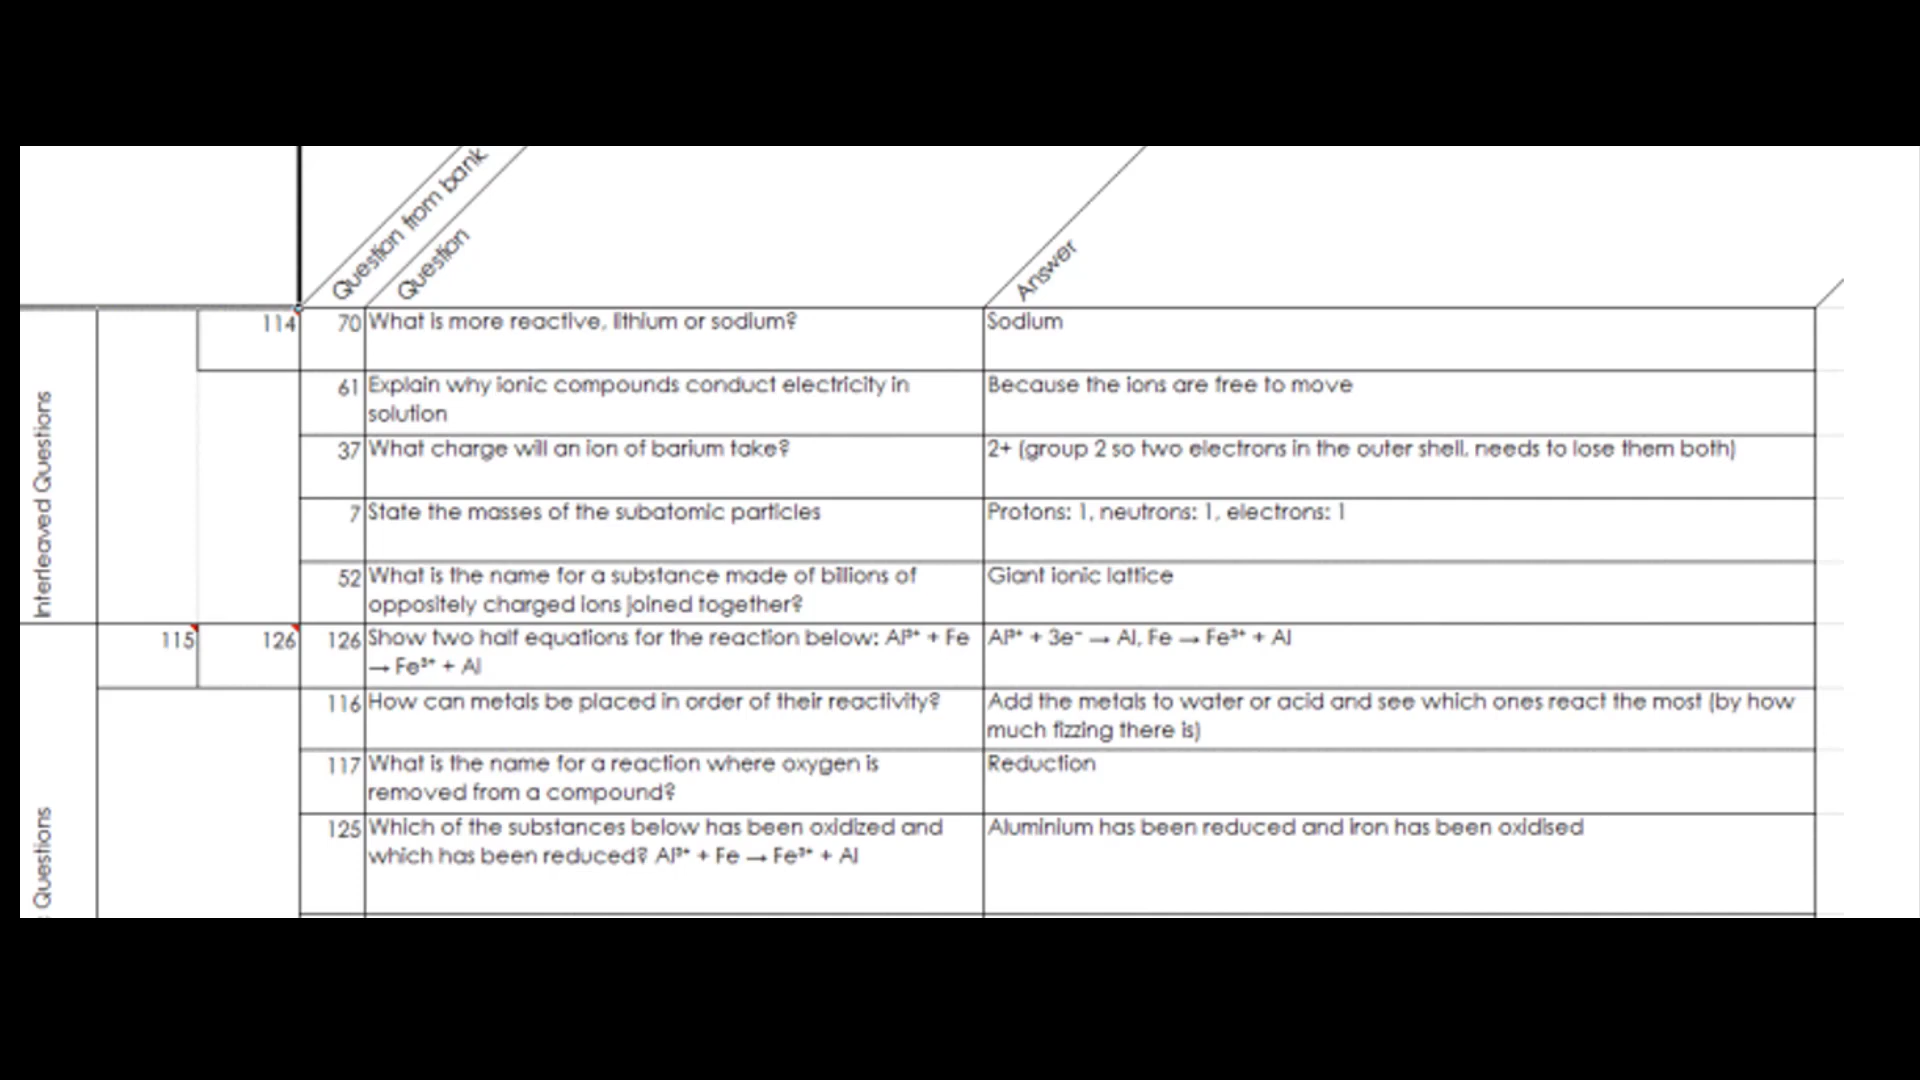 Question from bank
Question
Answer
Interleaved Questions
114
70 What is more reactive, lithium or sodium? Sodium
61 Explain why ionic compounds conduct electricity in Because the ions are free to move
solution
37 What charge will an ion of barium take? 2+ (group 2 so two electrons in the outer shell, needs to lose them both)
7 State the masses of the subatomic particles Protons: 1, neutrons: 1, electrons: 1
52 What is the name for a substance made of billions of Giant ionic lattice
oppositely charged ions joined together?
115 126 126 Show two half equations for the reaction below: Al³⁺ + Fe Al³⁺ + 3e⁻ → Al, Fe → Fe³⁺ + Al
→ Fe³⁺ + Al
116 How can metals be placed in order of their reactivity? Add the metals to water or acid and see which ones react the most (by how
much fizzing there is)
117 What is the name for a reaction where oxygen is Reduction
removed from a compound?
125 Which of the substances below has been oxidized and Aluminium has been reduced and iron has been oxidised
which has been reduced? Al³⁺ + Fe → Fe³⁺ + Al
Questions